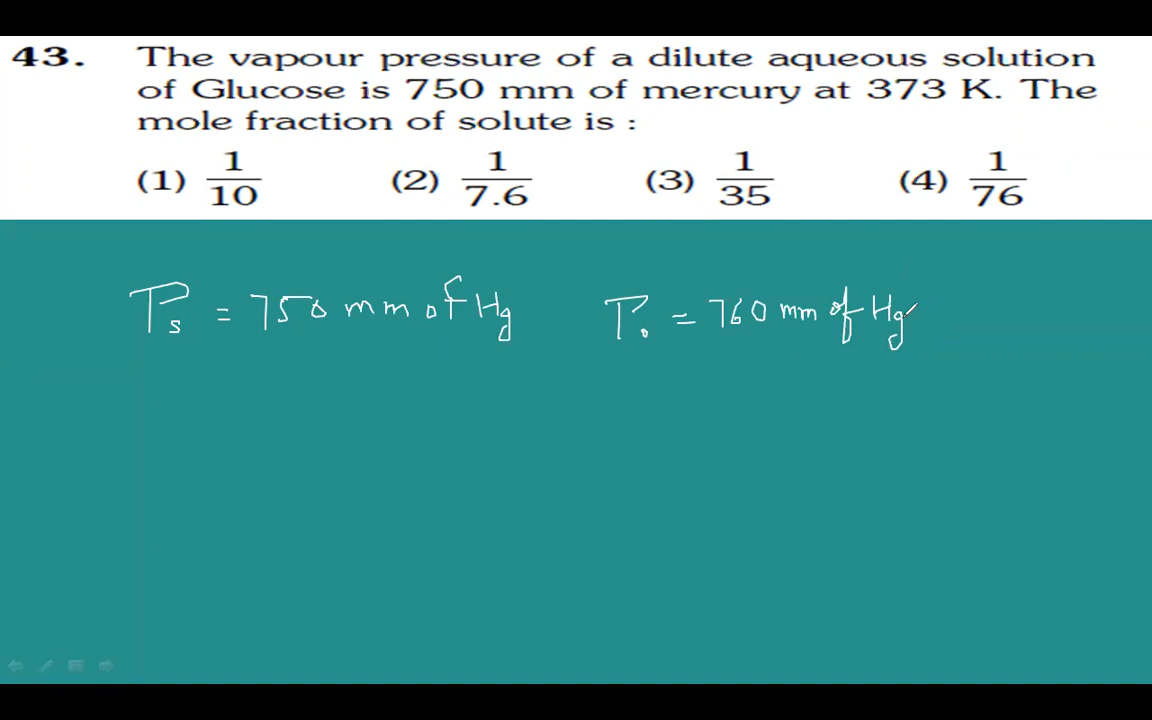 43. The vapour pressure of a dilute aqueous solution
of Glucose is 750 mm of mercury at 373 K. The
mole fraction of solute is :
(1) 1/10 (2) 1/7.6 (3) 1/35 (4) 1/76
Ps = 750 mm of Hg P₀ = 760 mm of Hg